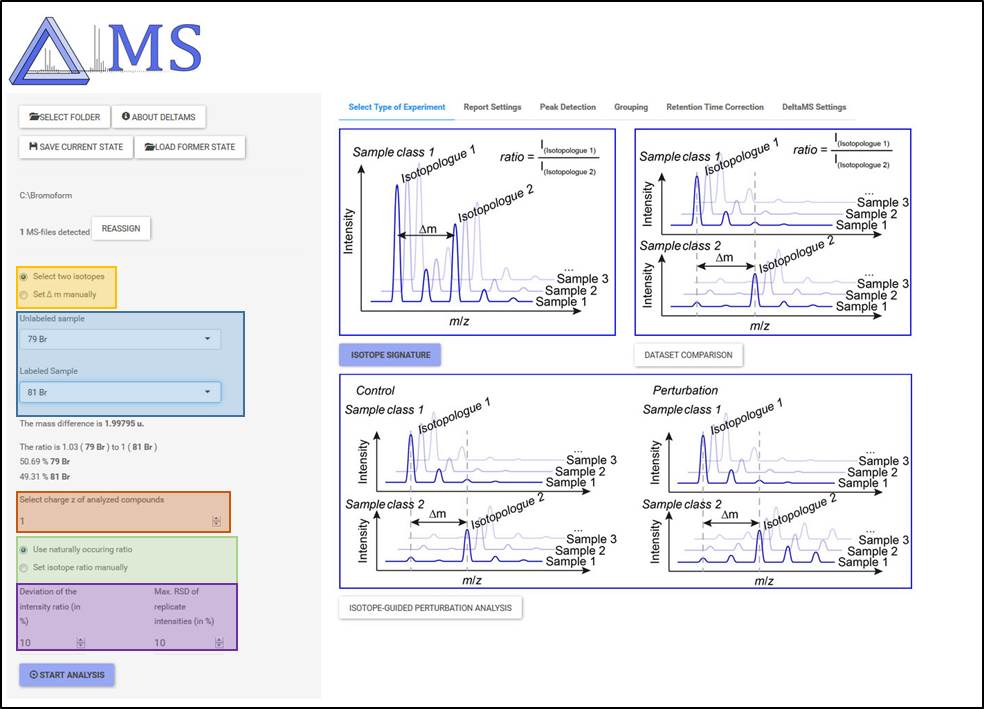 MS
SELECT FOLDER
ABOUT DELTAMS
SAVE CURRENT STATE
LOAD FORMER STATE
C:\Bromoform
1 MS-files detected
REASSIGN
Select two isotopes
Set Δ m manually
Unlabeled sample
79 Br
Labeled Sample
81 Br
The mass difference is 1.99795 u.
The ratio is 1.03 ( 79 Br ) to 1 ( 81 Br )
50.69 % 79 Br
49.31 % 81 Br
Select charge z of analyzed compounds
1
Use naturally occuring ratio
Set isotope ratio manually
Deviation of the
intensity ratio (in
%)
10
Max. RSD of
replicate
intensities (in %)
10
START ANALYSIS
Select Type of Experiment
Report Settings
Peak Detection
Grouping
Retention Time Correction
DeltaMS Settings
Sample class 1
Isotopologue 1
ratio = I(Isotopologue 1)
I(Isotopologue 2)
Isotopologue 2
Δm
Intensity
...
Sample 3
Sample 2
Sample 1
m/z
ISOTOPE SIGNATURE
Sample class 1
Isotopologue 1
ratio = I(Isotopologue 1)
I(Isotopologue 2)
Intensity
...
Sample 3
Sample 2
Sample 1
Sample class 2
Isotopologue 2
Δm
Intensity
...
Sample 3
Sample 2
Sample 1
m/z
DATASET COMPARISON
Control
Sample class 1
Isotopologue 1
Intensity
...
Sample 3
Sample 2
Sample 1
Sample class 2
Isotopologue 2
Δm
Intensity
...
Sample 3
Sample 2
Sample 1
m/z
Perturbation
Sample class 1
Isotopologue 1
Intensity
...
Sample 3
Sample 2
Sample 1
Sample class 2
Isotopologue 2
Δm
Intensity
...
Sample 3
Sample 2
Sample 1
m/z
ISOTOPE-GUIDED PERTURBATION ANALYSIS